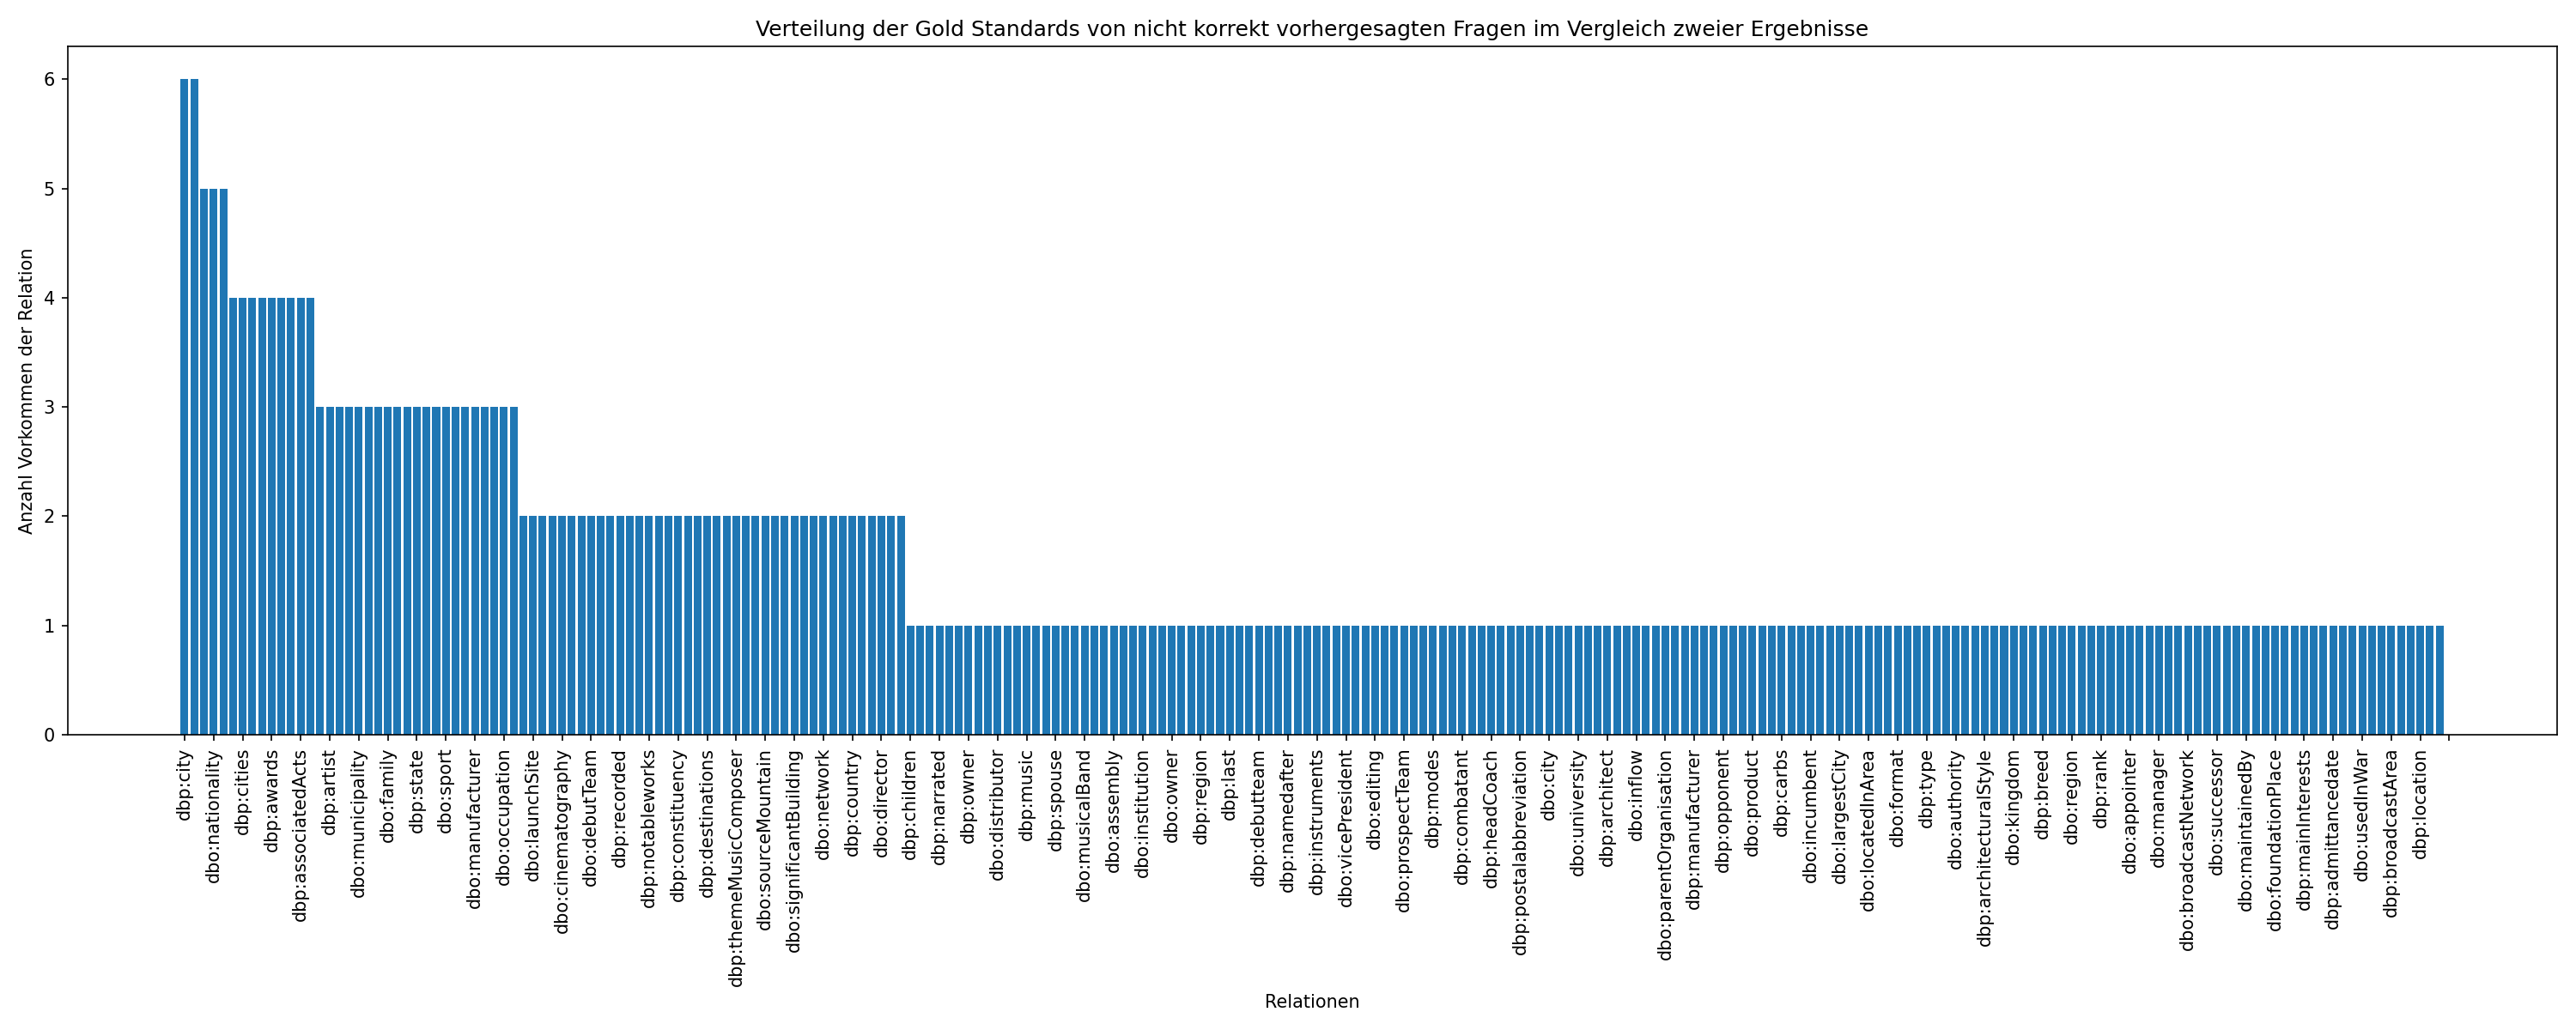 Verteilung der Gold Standards von nicht korrekt vorhergesagten Fragen im Vergleich zweier Ergebnisse
Anzahl Vorkommen der Relation
6
5
4
3
2
1
0
dbp:city
dbo:nationality
dbp:cities
dbp:awards
dbp:associatedActs
dbp:artist
dbo:municipality
dbo:family
dbp:state
dbo:sport
dbo:manufacturer
dbo:occupation
dbo:launchSite
dbo:cinematography
dbo:debutTeam
dbp:recorded
dbp:notableworks
dbp:constituency
dbp:destinations
dbp:themeMusicComposer
dbo:sourceMountain
dbo:significantBuilding
dbo:network
dbp:country
dbo:director
dbp:children
dbp:narrated
dbp:owner
dbo:distributor
dbp:music
dbp:spouse
dbo:musicalBand
dbo:assembly
dbo:institution
dbo:owner
dbp:region
dbp:last
dbp:debutteam
dbp:namedafter
dbp:instruments
dbo:vicePresident
dbo:editing
dbo:prospectTeam
dbp:modes
dbp:combatant
dbp:headCoach
dbp:postalabbreviation
dbo:city
dbo:university
dbp:architect
dbo:inflow
dbo:parentOrganisation
dbp:manufacturer
dbp:opponent
dbo:product
dbp:carbs
dbo:incumbent
dbo:largestCity
dbo:locatedInArea
dbo:format
dbp:type
dbo:authority
dbp:architecturalStyle
dbo:kingdom
dbp:breed
dbo:region
dbp:rank
dbo:appointer
dbo:manager
dbo:broadcastNetwork
dbo:successor
dbo:maintainedBy
dbo:foundationPlace
dbp:mainInterests
dbp:admittancedate
dbo:usedInWar
dbp:broadcastArea
dbp:location
Relationen